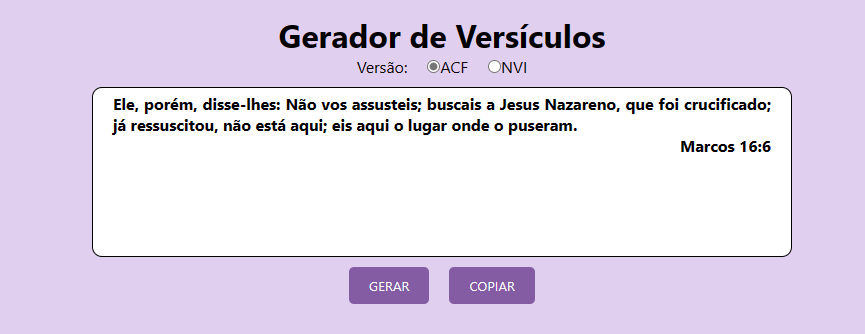 Gerador de Versículos
Versão: ACF NVI
Ele, porém, disse-lhes: Não vos assusteis; buscais a Jesus Nazareno, que foi crucificado;
já ressuscitou, não está aqui; eis aqui o lugar onde o puseram.
Marcos 16:6
GERAR COPIAR